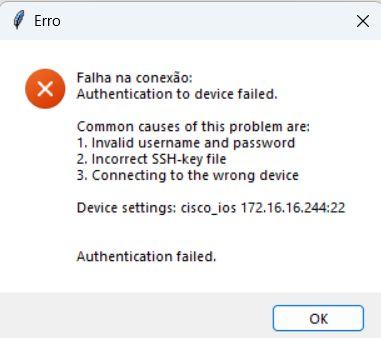 Erro
Falha na conexão:
Authentication to device failed.
Common causes of this problem are:
1. Invalid username and password
2. Incorrect SSH-key file
3. Connecting to the wrong device
Device settings: cisco_ios 172.16.16.244:22
Authentication failed.
OK